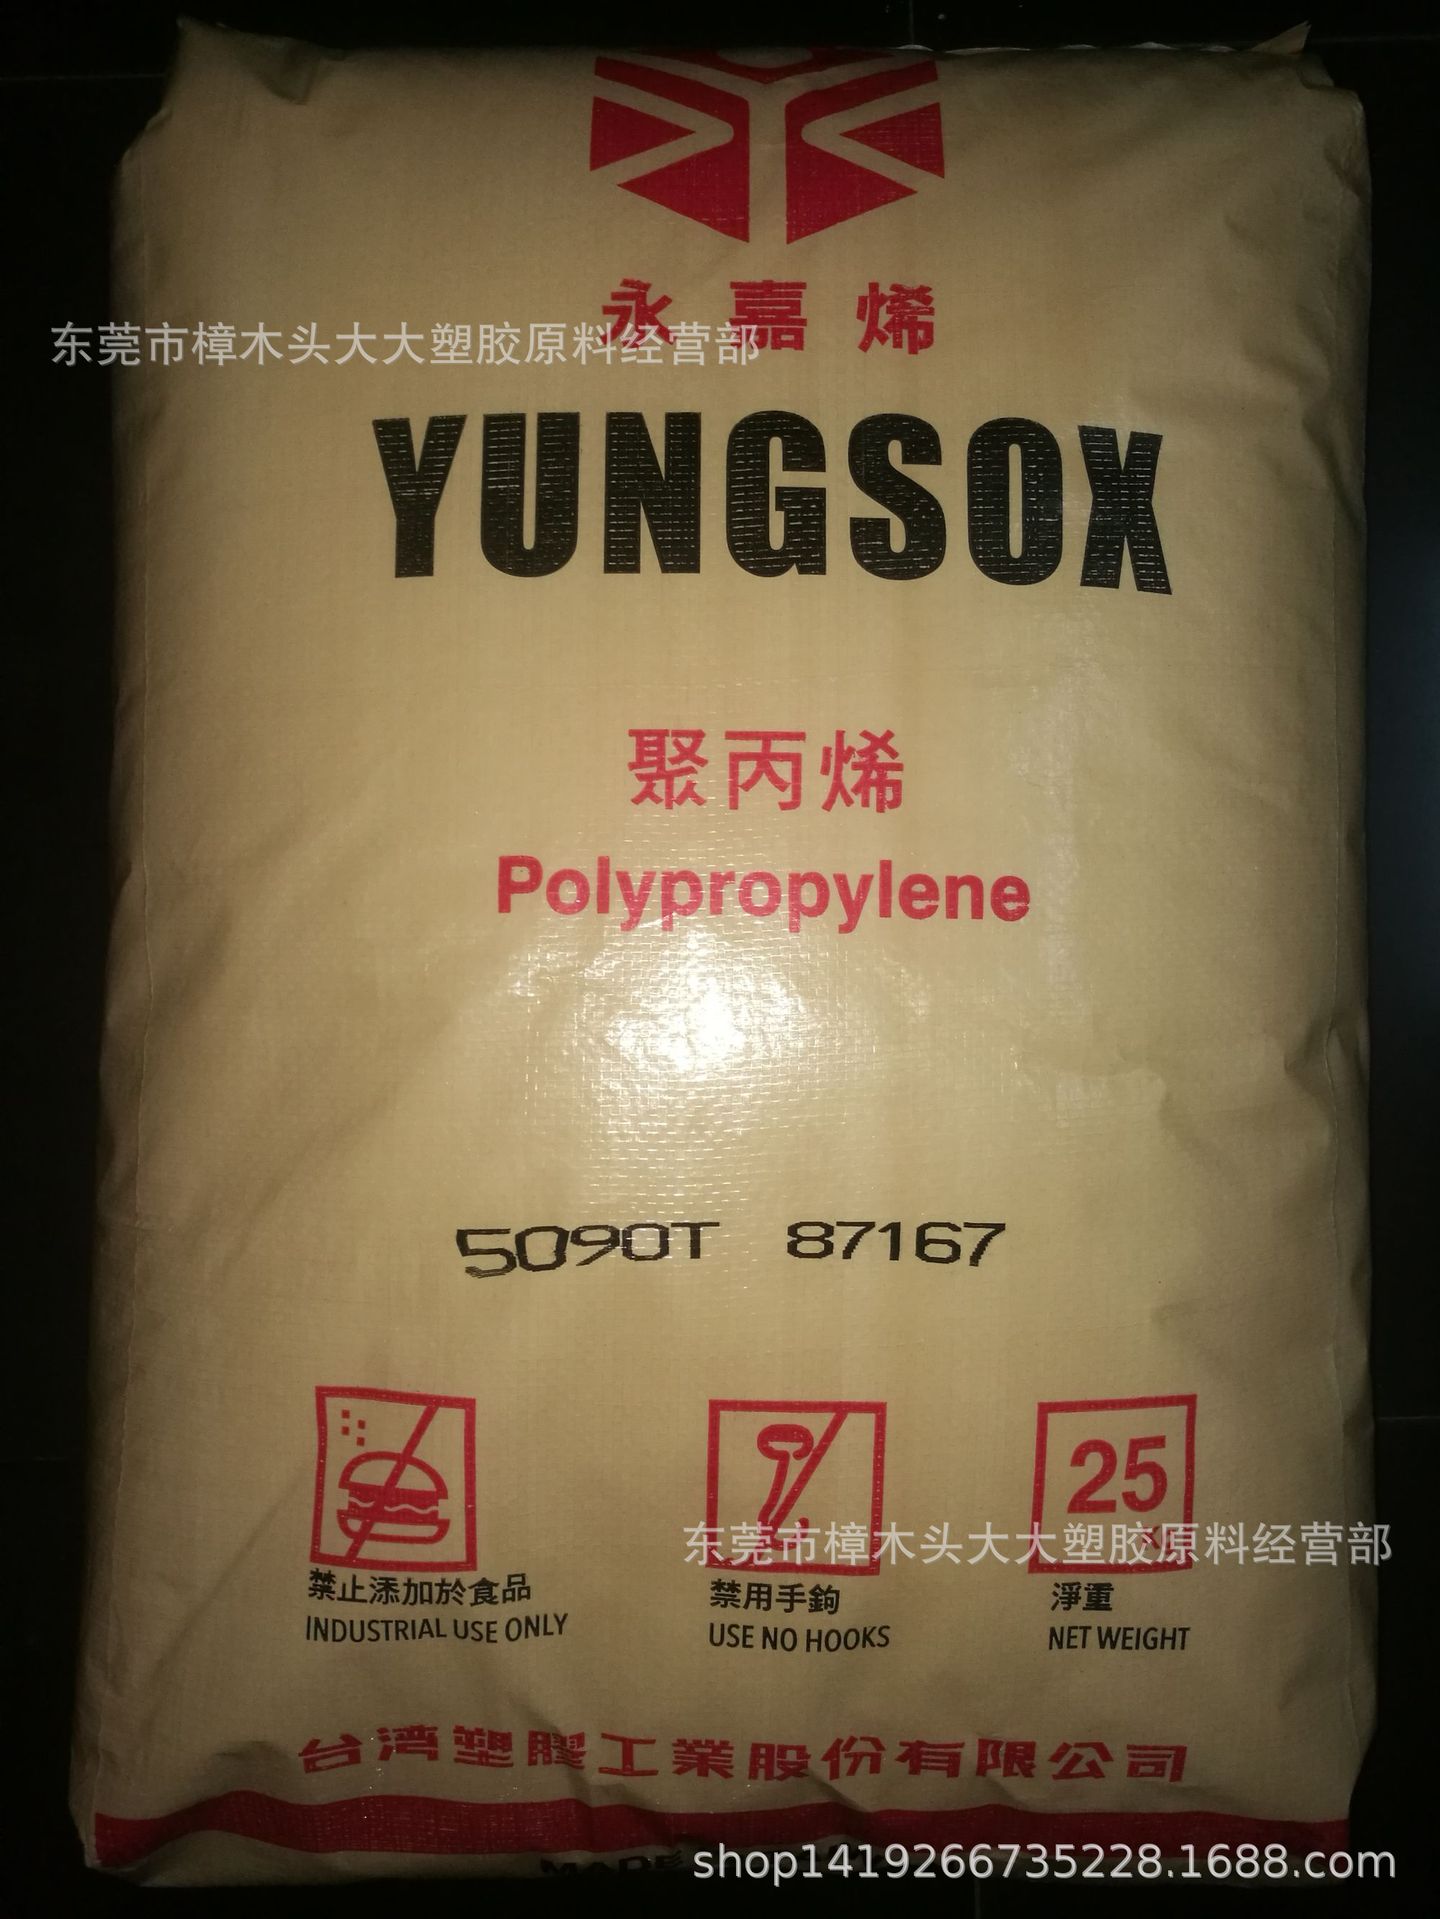 永嘉烯
东莞市樟木头大大塑胶原料经营部
YUNGSOX
聚丙烯
Polypropylene
5090T 87167
25
东莞市樟木头大大塑胶原料经营部
禁止添加於食品 禁用手鉤 淨重
INDUSTRIAL USE ONLY USE NO HOOKS NET WEIGHT
台湾塑膠工業股份有限公司
MADE
shop1419266735228.1688.com